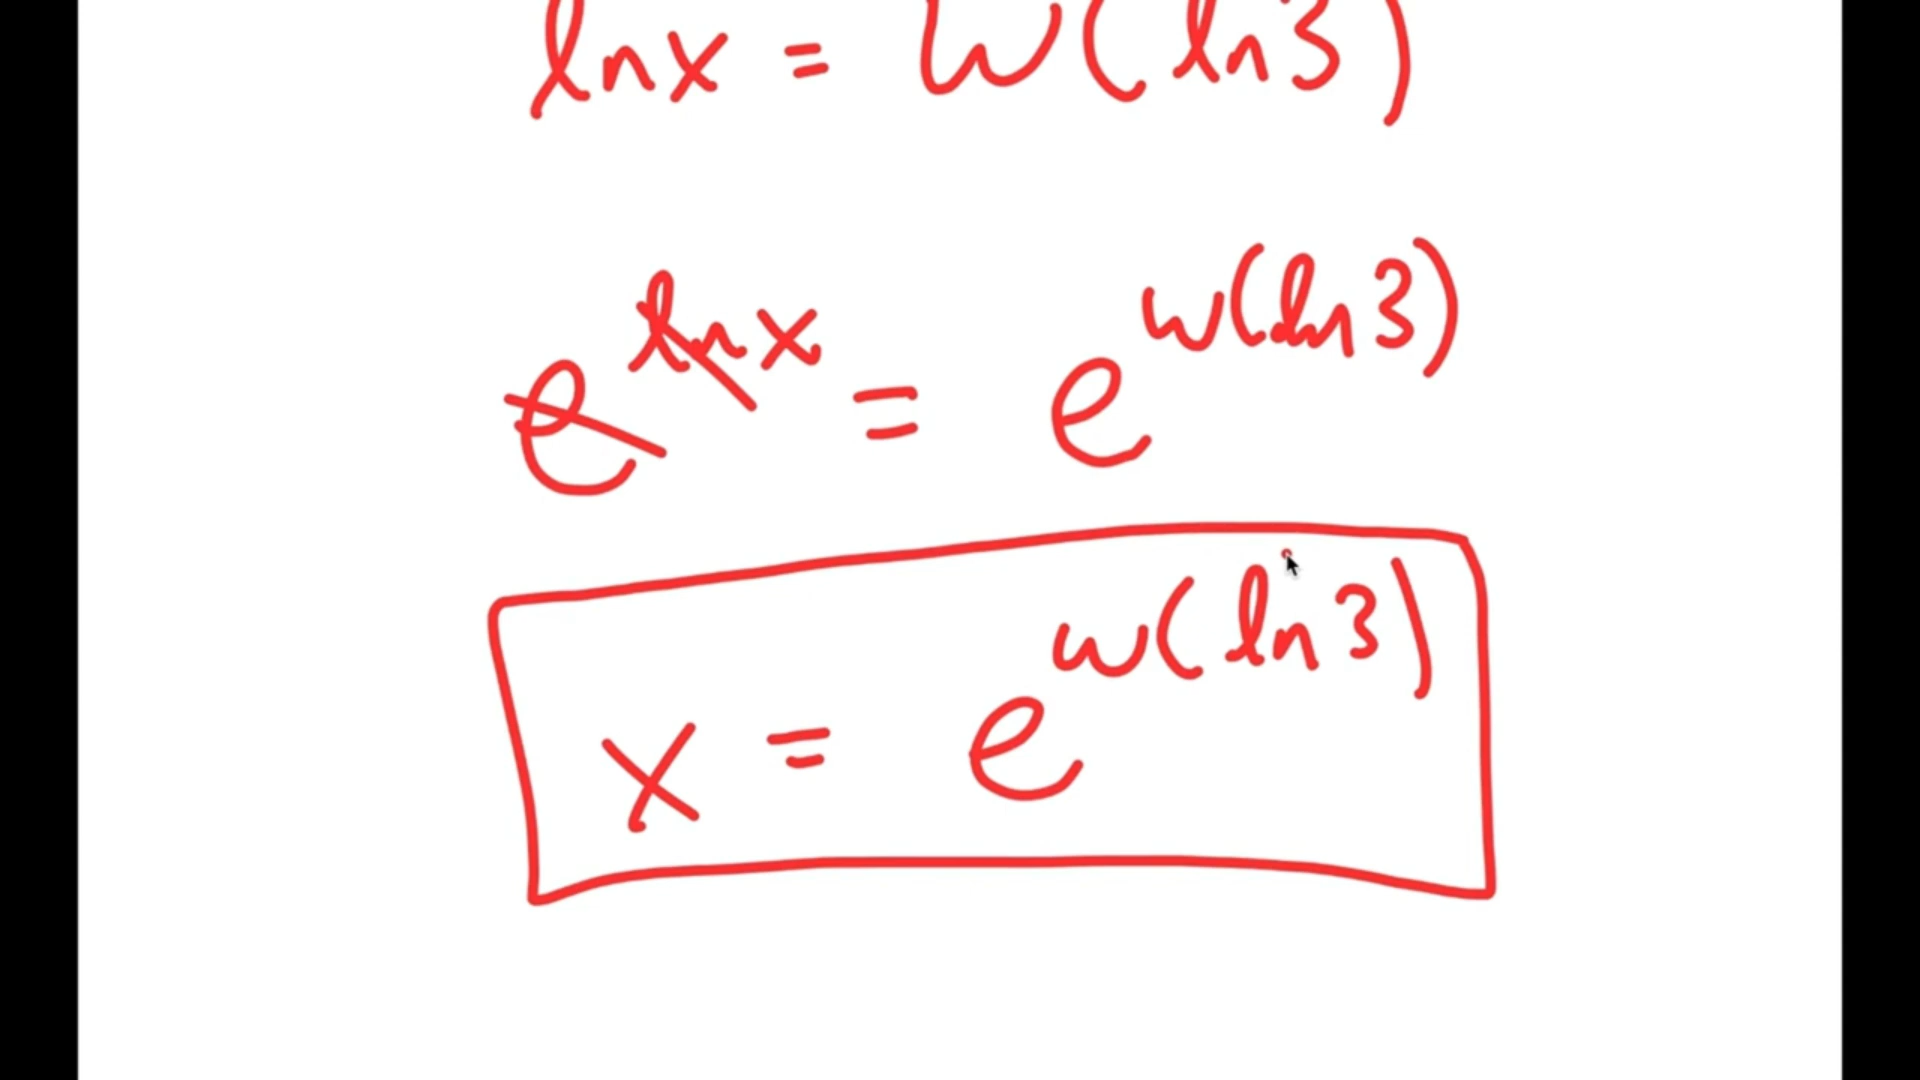 ln x = W(ln 3)
e^{ln x} = e^{W(ln 3)}
x = e^{W(ln 3)}